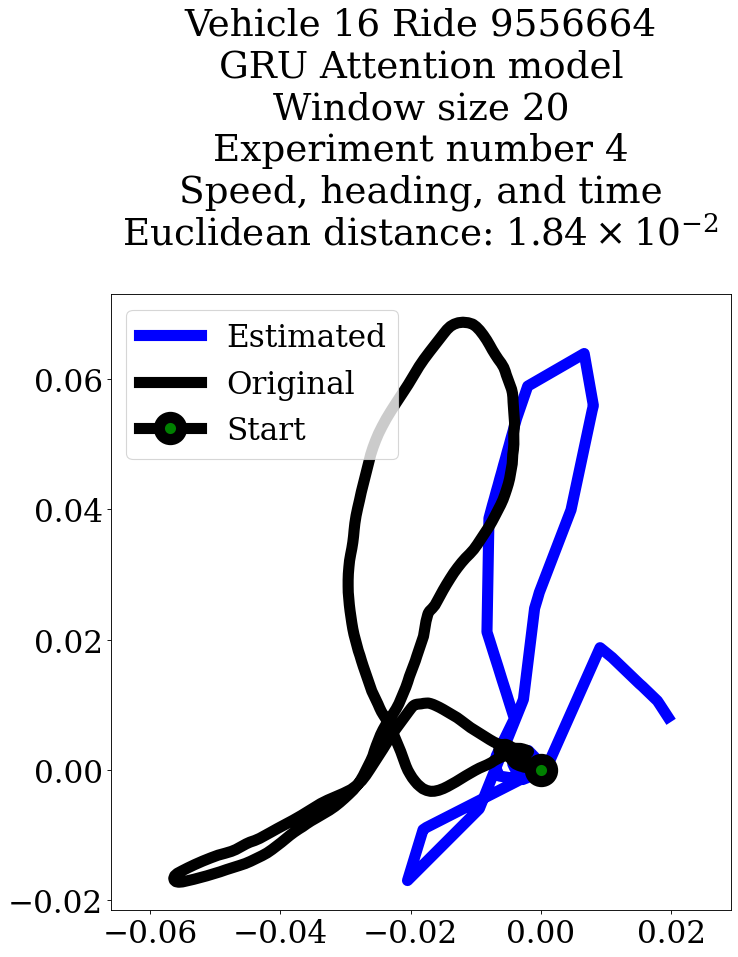 Vehicle 16 Ride 9556664
GRU Attention model
Window size 20
Experiment number 4
Speed, heading, and time
Euclidean distance: 1.84 × 10⁻²
Estimated
Original
Start
0.06
0.04
0.02
0.00
−0.02
−0.06 −0.04 −0.02 0.00 0.02